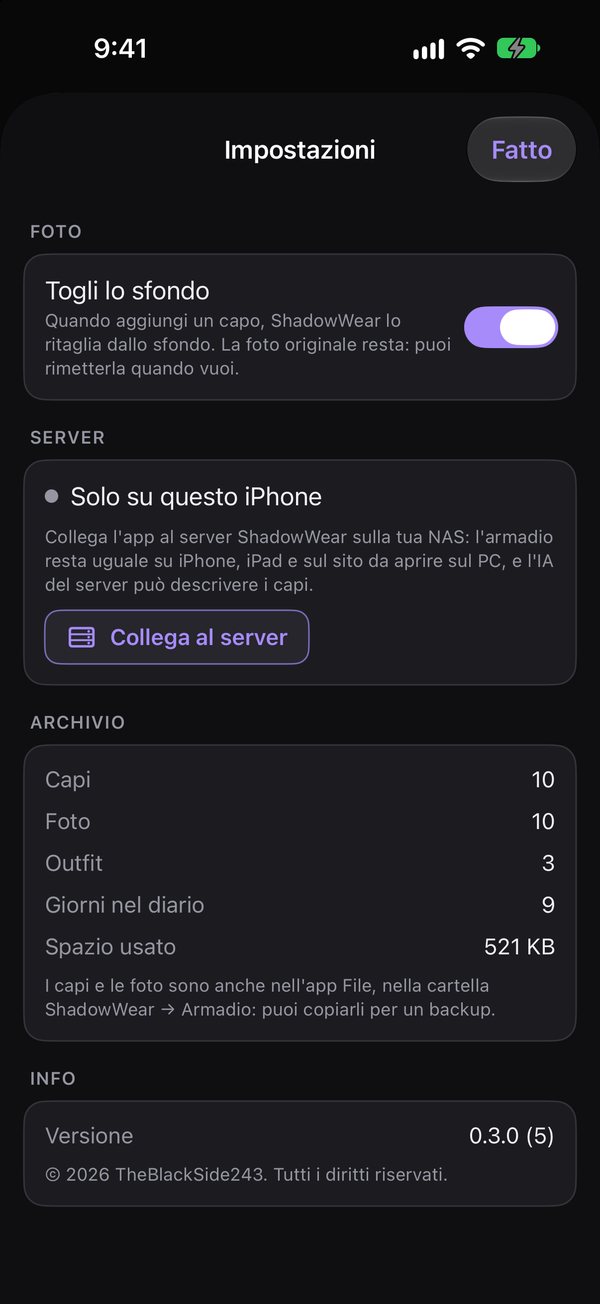 9:41
Impostazioni
Fatto
FOTO
Togli lo sfondo
Quando aggiungi un capo, ShadowWear lo
ritaglia dallo sfondo. La foto originale resta: puoi
rimetterla quando vuoi.
SERVER
Solo su questo iPhone
Collega l'app al server ShadowWear sulla tua NAS: l'armadio
resta uguale su iPhone, iPad e sul sito da aprire sul PC, e l'IA
del server può descrivere i capi.
Collega al server
ARCHIVIO
Capi 10
Foto 10
Outfit 3
Giorni nel diario 9
Spazio usato 521 KB
I capi e le foto sono anche nell'app File, nella cartella
ShadowWear → Armadio: puoi copiarli per un backup.
INFO
Versione 0.3.0 (5)
© 2026 TheBlackSide243. Tutti i diritti riservati.